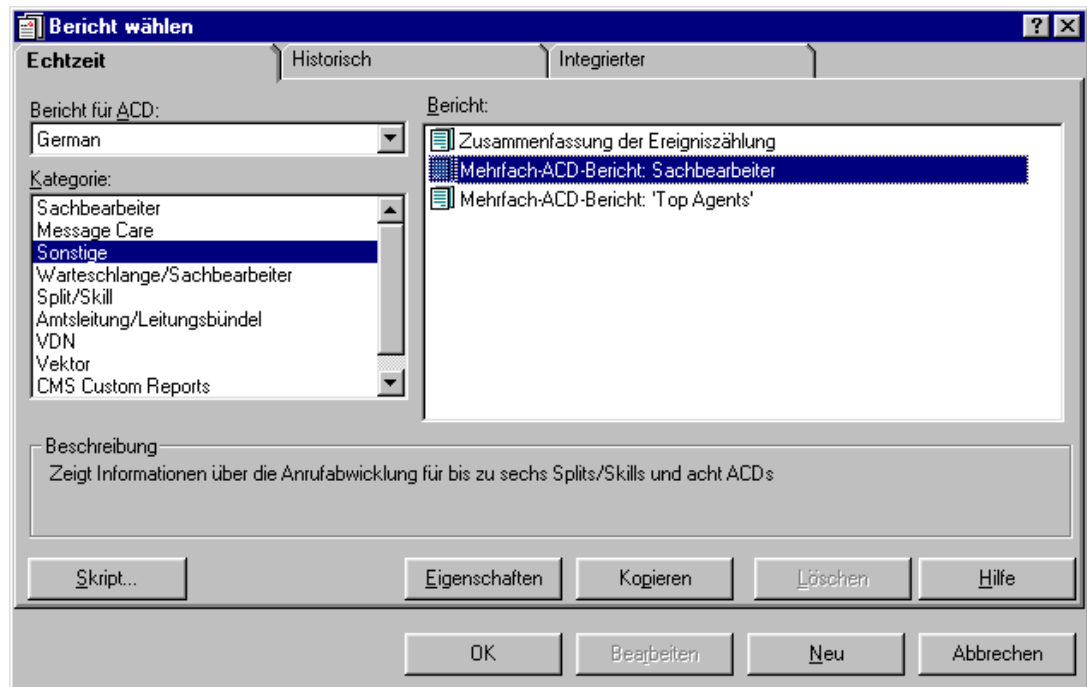 Bericht wählen
Echtzeit
Historisch
Integrierter
Bericht für ACD:
German
Kategorie:
Sachbearbeiter
Message Care
Sonstige
Warteschlange/Sachbearbeiter
Split/Skill
Amtsleitung/Leitungsbündel
VDN
Vektor
CMS Custom Reports
Bericht:
Zusammenfassung der Ereigniszählung
Mehrfach-ACD-Bericht: Sachbearbeiter
Mehrfach-ACD-Bericht: 'Top Agents'
Beschreibung
Zeigt Informationen über die Anrufabwicklung für bis zu sechs Splits/Skills und acht ACDs
Skript...
Eigenschaften
Kopieren
Löschen
Hilfe
OK
Bearbeiten
Neu
Abbrechen